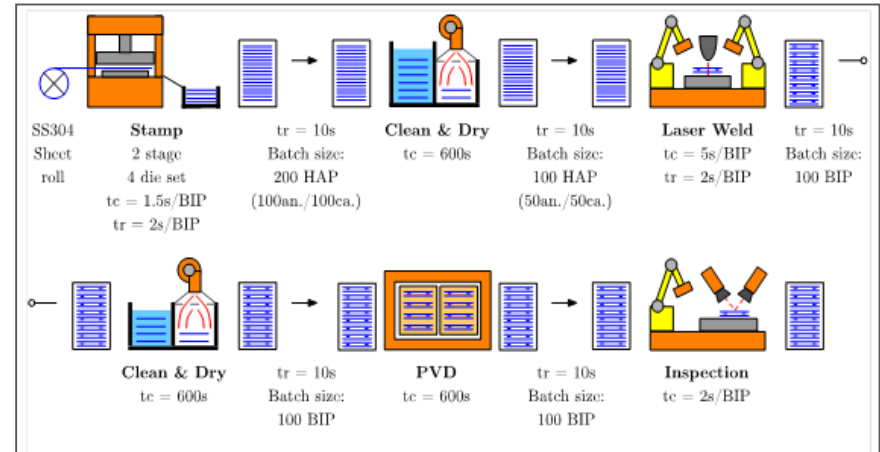 SS304
Sheet
roll
Stamp
2 stage
4 die set
tc = 1.5s/BIP
tr = 2s/BIP
tr = 10s
Batch size:
200 HAP
(100an./100ca.)
Clean & Dry
tc = 600s
tr = 10s
Batch size:
100 HAP
(50an./50ca.)
Laser Weld
tc = 5s/BIP
tr = 2s/BIP
tr = 10s
Batch size:
100 BIP
Clean & Dry
tc = 600s
tr = 10s
Batch size:
100 BIP
PVD
tc = 600s
tr = 10s
Batch size:
100 BIP
Inspection
tc = 2s/BIP